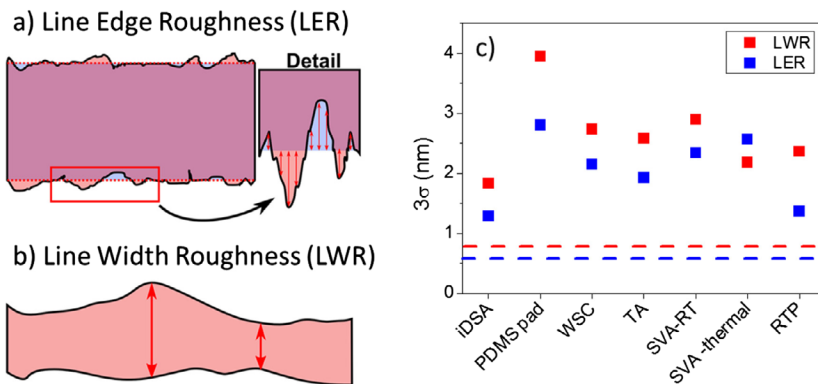 a) Line Edge Roughness (LER)
Detail
b) Line Width Roughness (LWR)
c)
LWR
LER
3σ (nm)
4
3
2
1
0
iDSA
PDMS pad
WSC
TA
SVA-RT
SVA -thermal
RTP